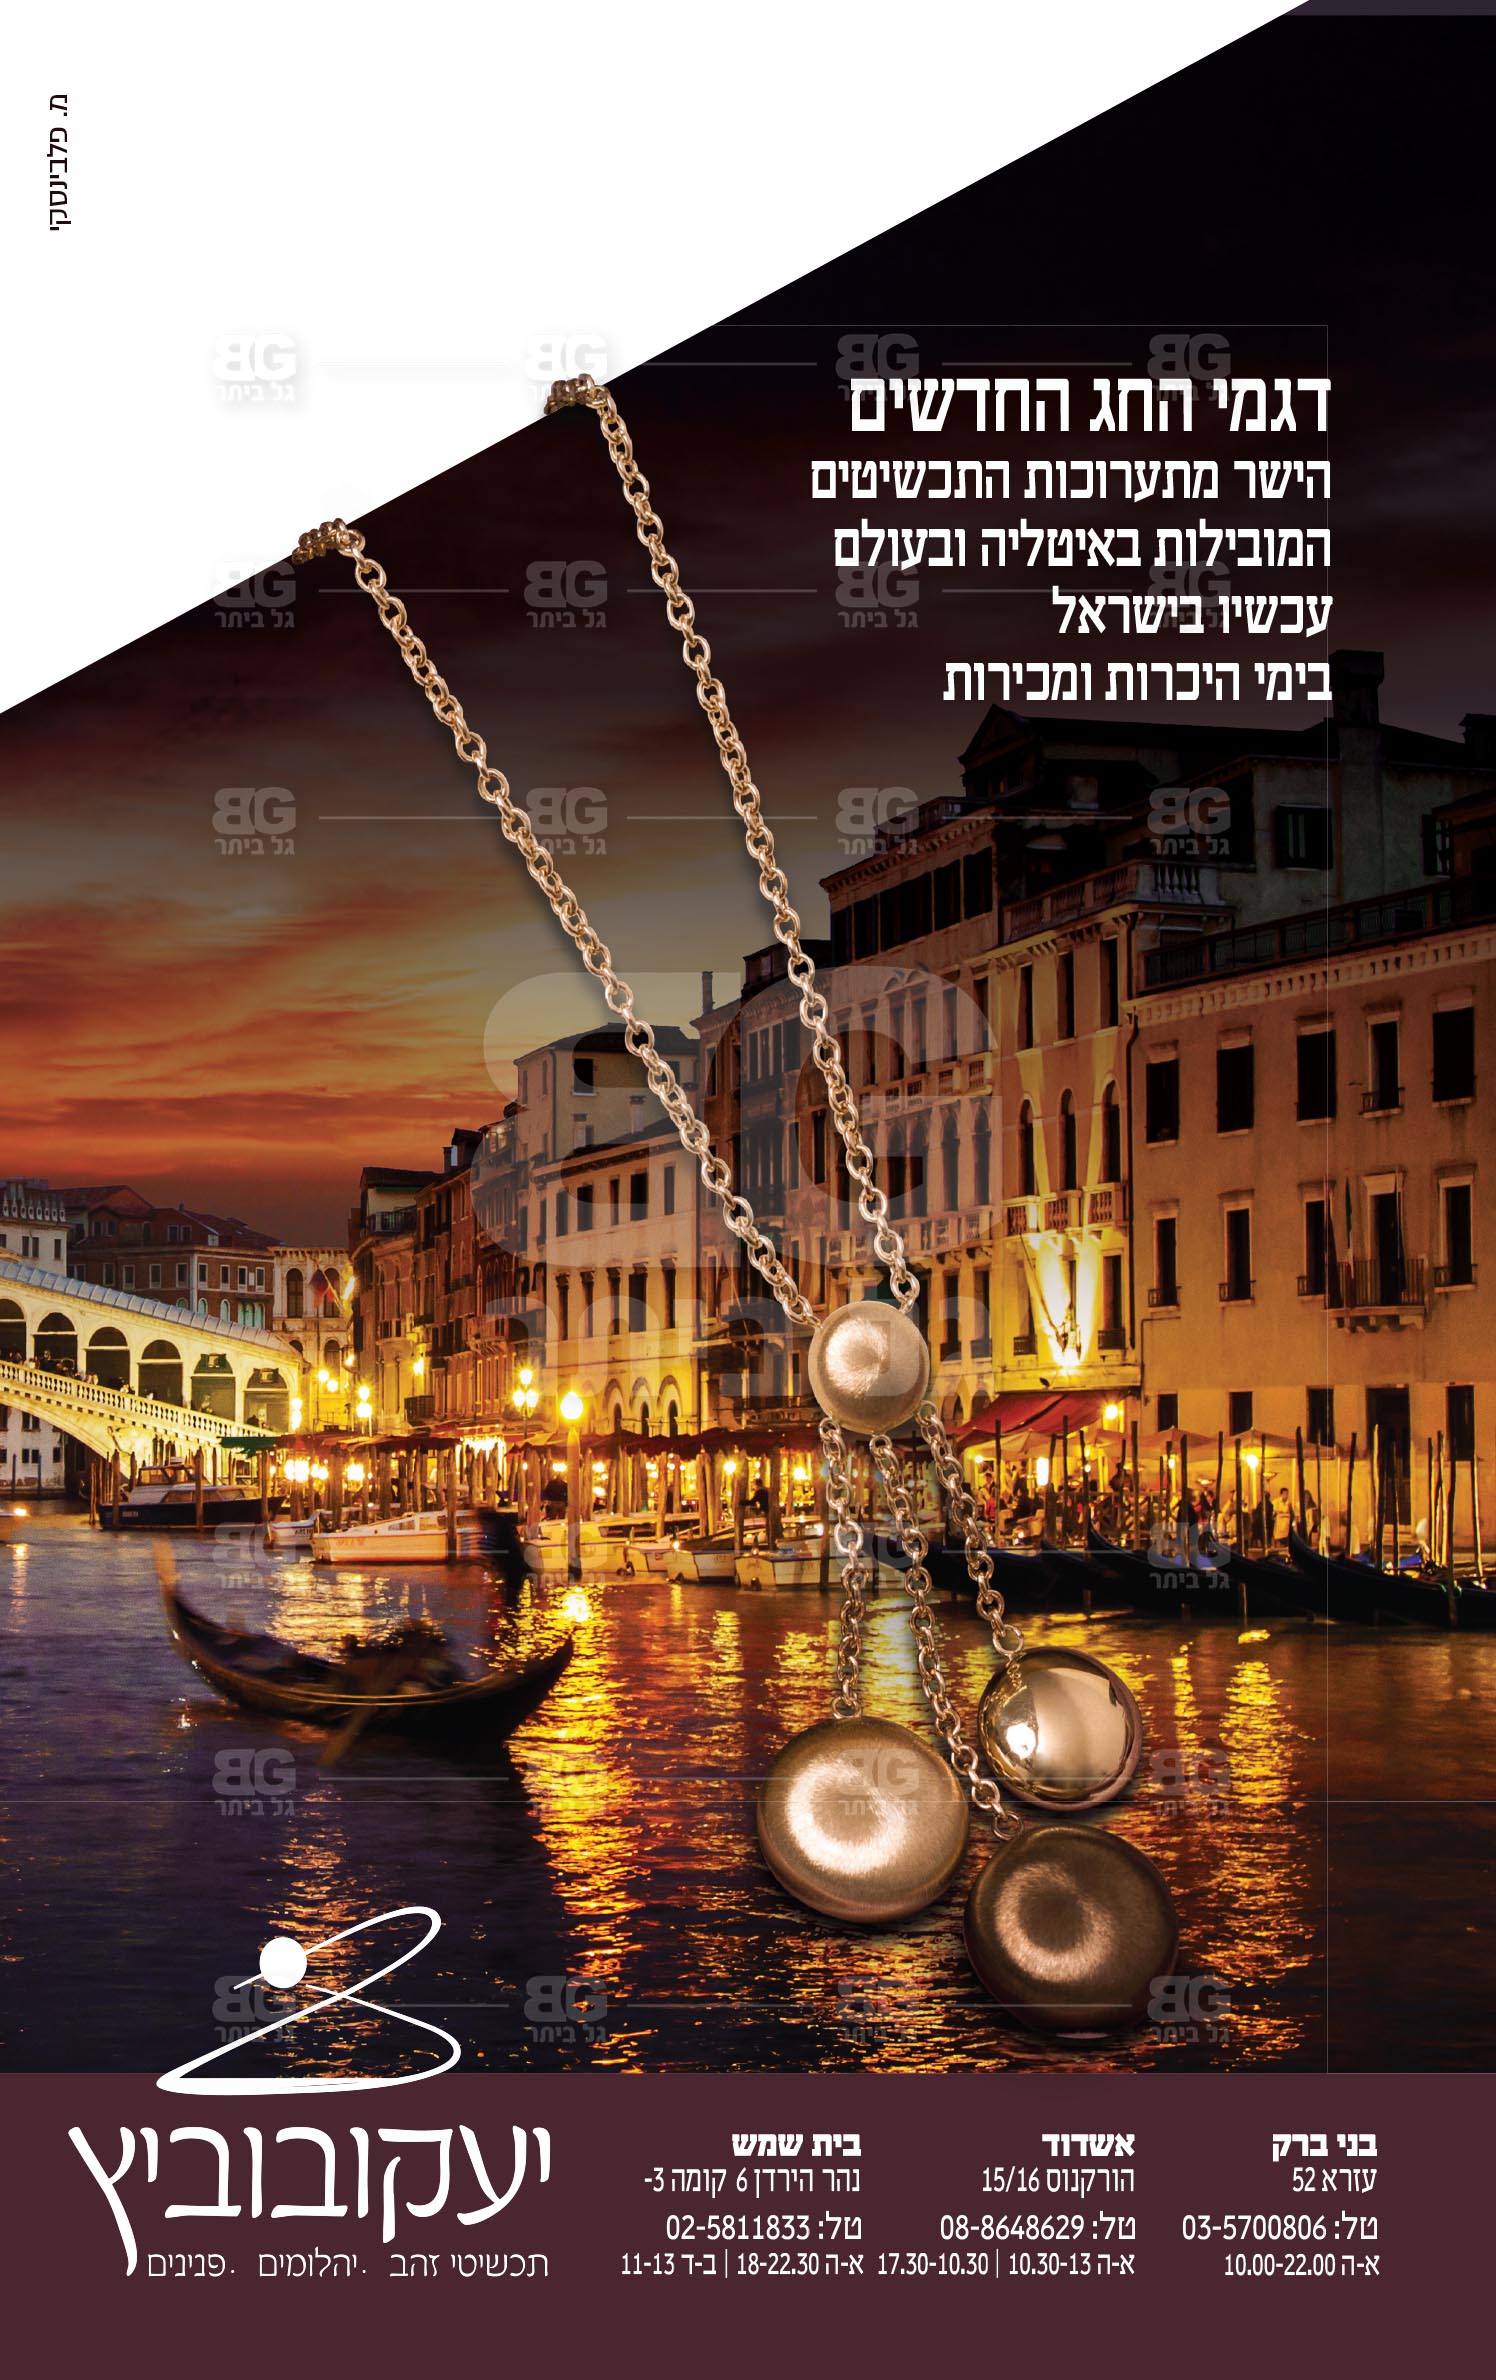 מ. פלבינסקי
דגמי החג החדשים
הישר מתערוכות התכשיטים
המובילות באיטליה ובעולם
עכשיו בישראל
בימי היכרות ומכירות
BG
גל ביתר
בני ברק
עזרא 52
טל: 03-5700806
א-ה 10.00-22.00
אשדוד
הורקנוס 15/16
טל: 08-8648629
א-ה 10.30-13 | 17.30-10.30
בית שמש
נהר הירדן 6 קומה 3-
טל: 02-5811833
א-ה 18-22.30 | ב-ד 11-13
יעקובוביץ
תכשיטי זהב .יהלומים .פנינים